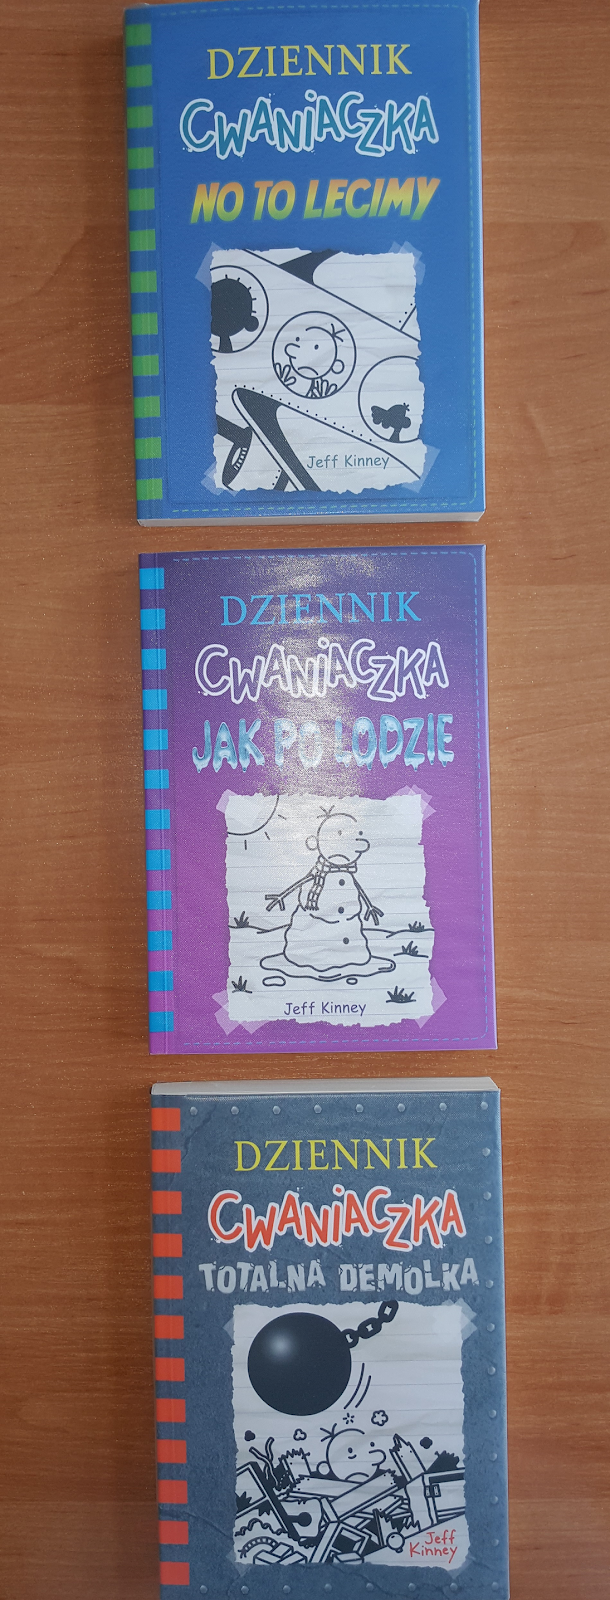 DZIENNIK
CWANIACZKA
NO TO LECIMY
Jeff Kinney
DZIENNIK
CWANIACZKA
JAK PO LODZIE
Jeff Kinney
DZIENNIK
CWANIACZKA
TOTALNA DEMOLKA
Jeff
Kinney